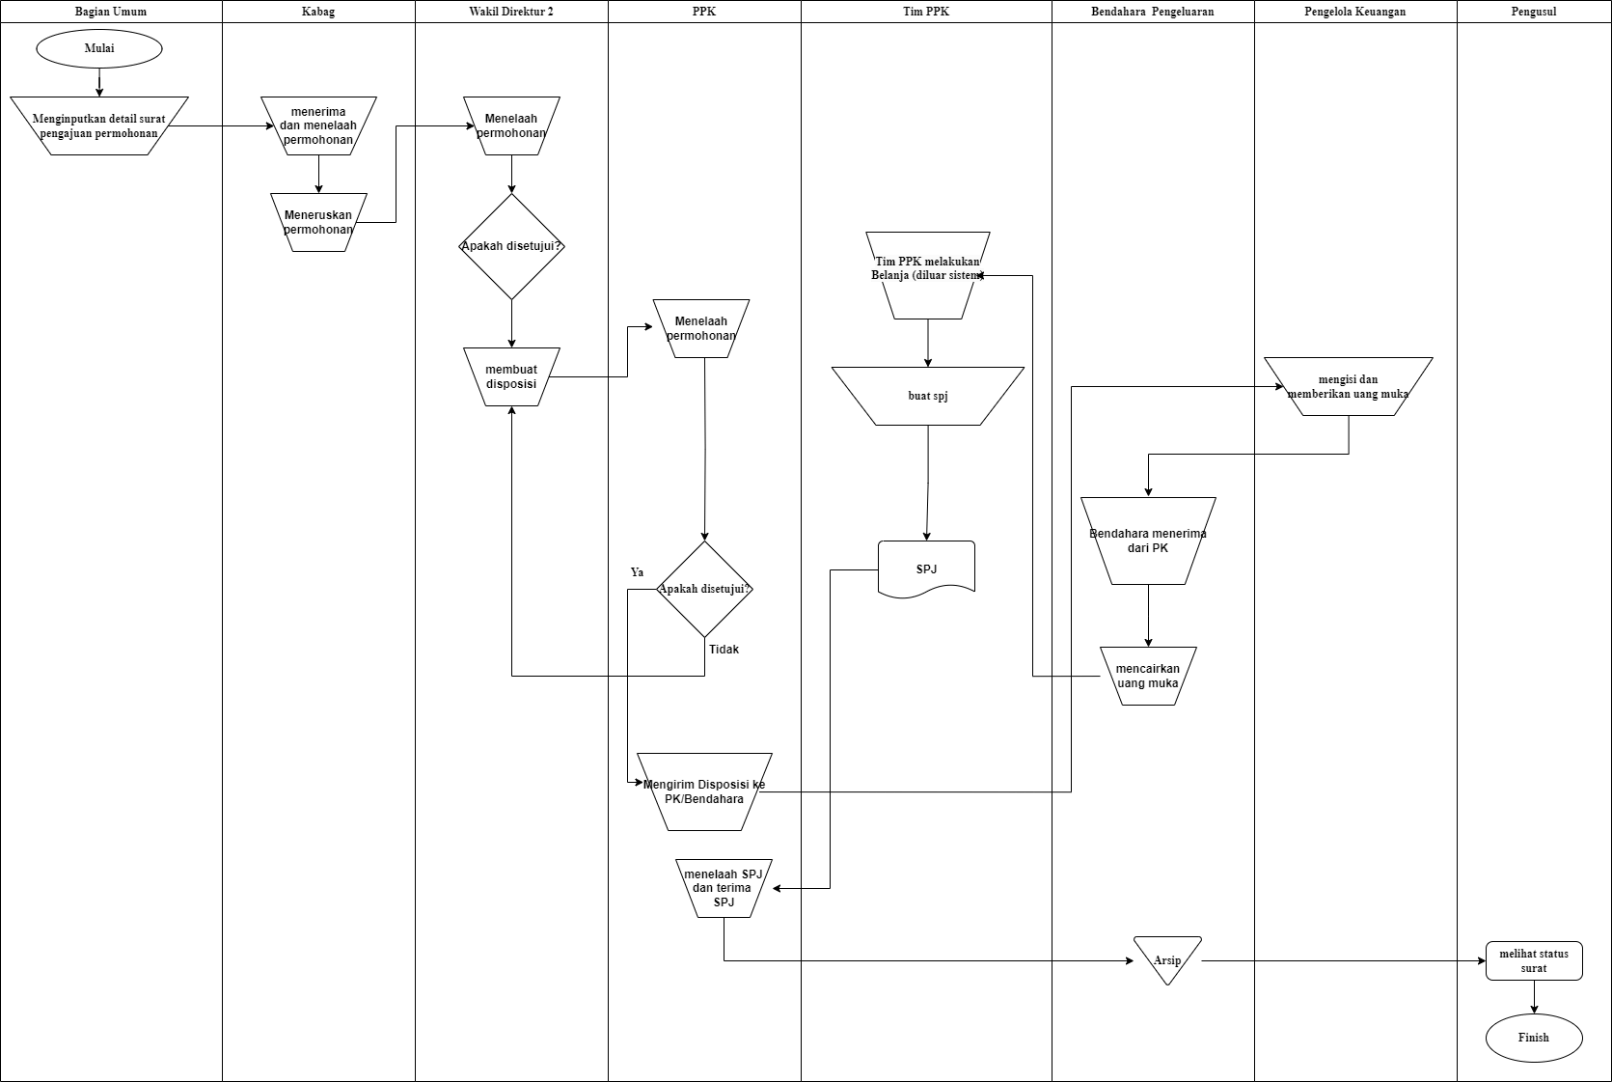 Bagian Umum
Kabag
Wakil Direktur 2
PPK
Tim PPK
Bendahara Pengeluaran
Pengelola Keuangan
Pengusul
Mulai
Menginputkan detail surat
pengajuan permohonan
menerima
dan menelaah
permohonan
Meneruskan
permohonan
Menelaah
permohonan
Apakah disetujui?
membuat
disposisi
Menelaah
permohonan
Apakah disetujui?
Ya
Tidak
Mengirim Disposisi ke
PK/Bendahara
menelaah SPJ
dan terima
SPJ
Tim PPK melakukan
Belanja (diluar sistem)
buat spj
SPJ
Bendahara menerima
dari PK
mencairkan
uang muka
Arsip
mengisi dan
memberikan uang muka
melihat status
surat
Finish